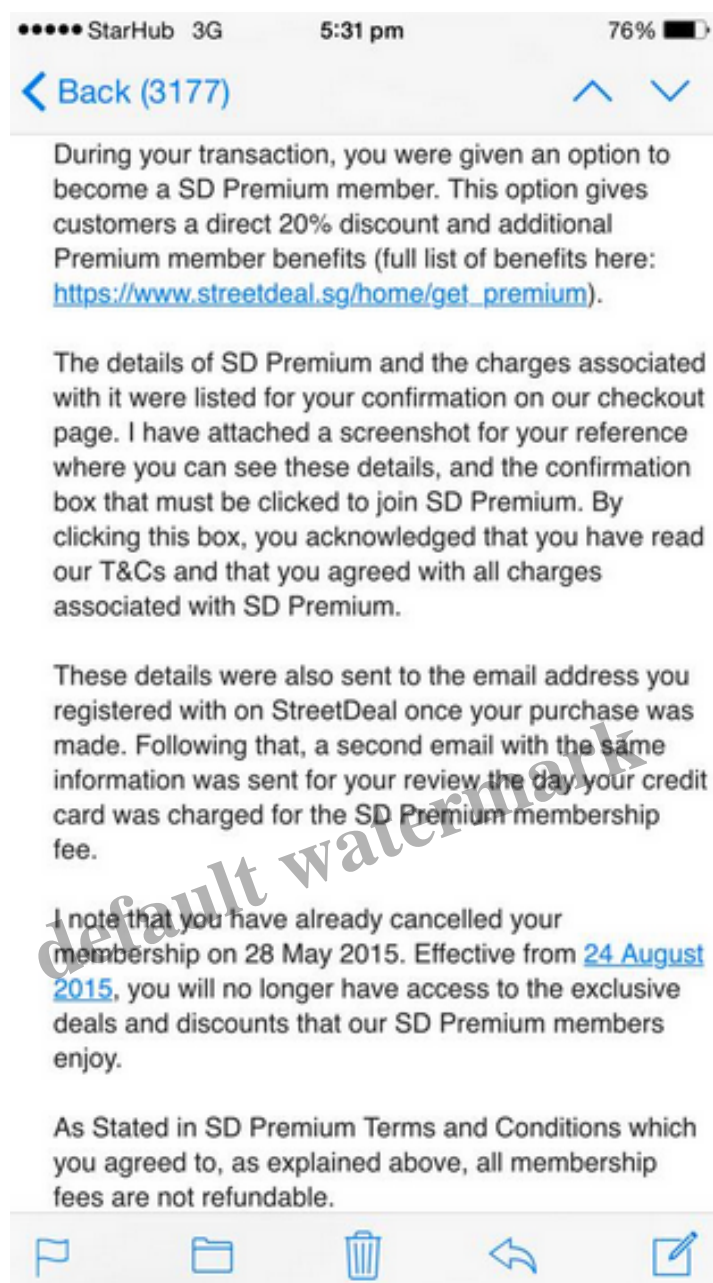 StarHub 3G 5:31 pm 76%
Back (3177)
During your transaction, you were given an option to
become a SD Premium member. This option gives
customers a direct 20% discount and additional
Premium member benefits (full list of benefits here:
https://www.streetdeal.sg/home/get_premium).
The details of SD Premium and the charges associated
with it were listed for your confirmation on our checkout
page. I have attached a screenshot for your reference
where you can see these details, and the confirmation
box that must be clicked to join SD Premium. By
clicking this box, you acknowledged that you have read
our T&Cs and that you agreed with all charges
associated with SD Premium.
These details were also sent to the email address you
registered with on StreetDeal once your purchase was
made. Following that, a second email with the same
information was sent for your review the day your credit
card was charged for the SD Premium membership
fee.
I note that you have already cancelled your
membership on 28 May 2015. Effective from 24 August
2015, you will no longer have access to the exclusive
deals and discounts that our SD Premium members
enjoy.
As Stated in SD Premium Terms and Conditions which
you agreed to, as explained above, all membership
fees are not refundable.
default watermark